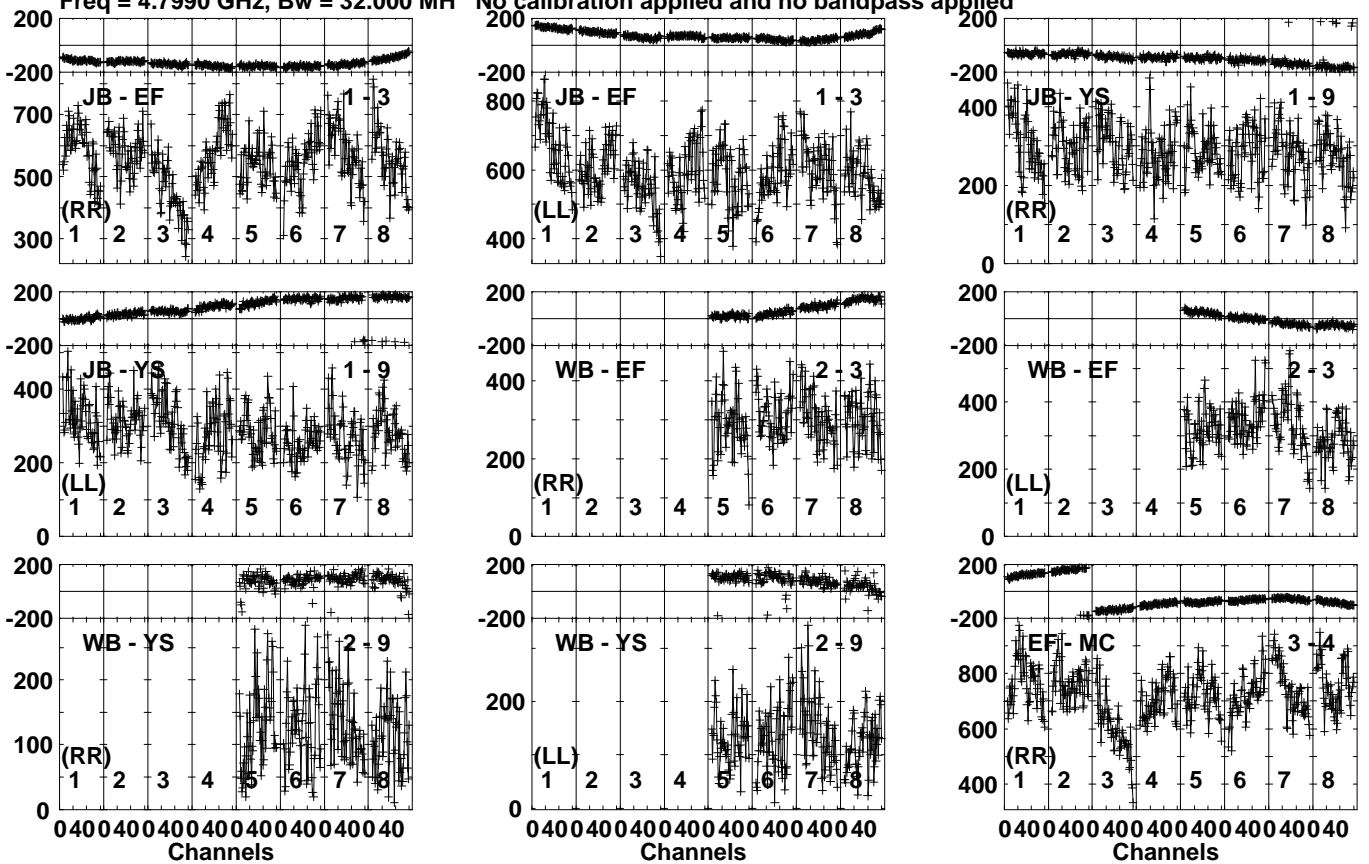 Freq = 4.7990 GHz, Bw = 32.000 MH No calibration applied and no bandpass applied
200 200 200
-200 -200 -200
JB - EF 1 - 3 JB - EF 1 - 3 JB - YS 1 - 9
700 800 400
500 600 200
(RR) (LL) (RR)
300 400 0
1 2 3 4 5 6 7 8 1 2 3 4 5 6 7 8 1 2 3 4 5 6 7 8
200 200 200
-200 -200 -200
JB - YS 1 - 9 WB - EF 2 - 3 WB - EF 2 - 3
400 400 400
200 200 200
(LL) (RR) (LL)
1 2 3 4 5 6 7 8 1 2 3 4 5 6 7 8 1 2 3 4 5 6 7 8
0 0 0
200 200 200
-200 -200 -200
WB - YS 2 - 9 WB - YS 2 - 9 EF - MC 3 - 4
200 200 800
100 600
(RR) (LL) (RR)
1 2 3 4 5 6 7 8 1 2 3 4 5 6 7 8 1 2 3 4 5 6 7 8
0 0 400
0 40 0 40 0 40 0 40 0 40 0 40 0 40 0 40 0 40 0 40 0 40 0 40 0 40 0 40 0 40 0 40 0 40 0 40 0 40 0 40 0 40 0 40 0 40 0 40
Channels Channels Channels